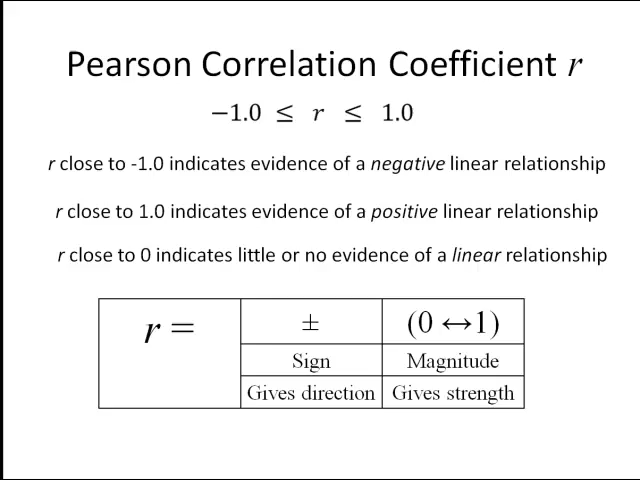 Pearson Correlation Coefficient r
−1.0 ≤ r ≤ 1.0
r close to -1.0 indicates evidence of a negative linear relationship
r close to 1.0 indicates evidence of a positive linear relationship
r close to 0 indicates little or no evidence of a linear relationship
r = ± (0 ↔1)
Sign Magnitude
Gives direction Gives strength